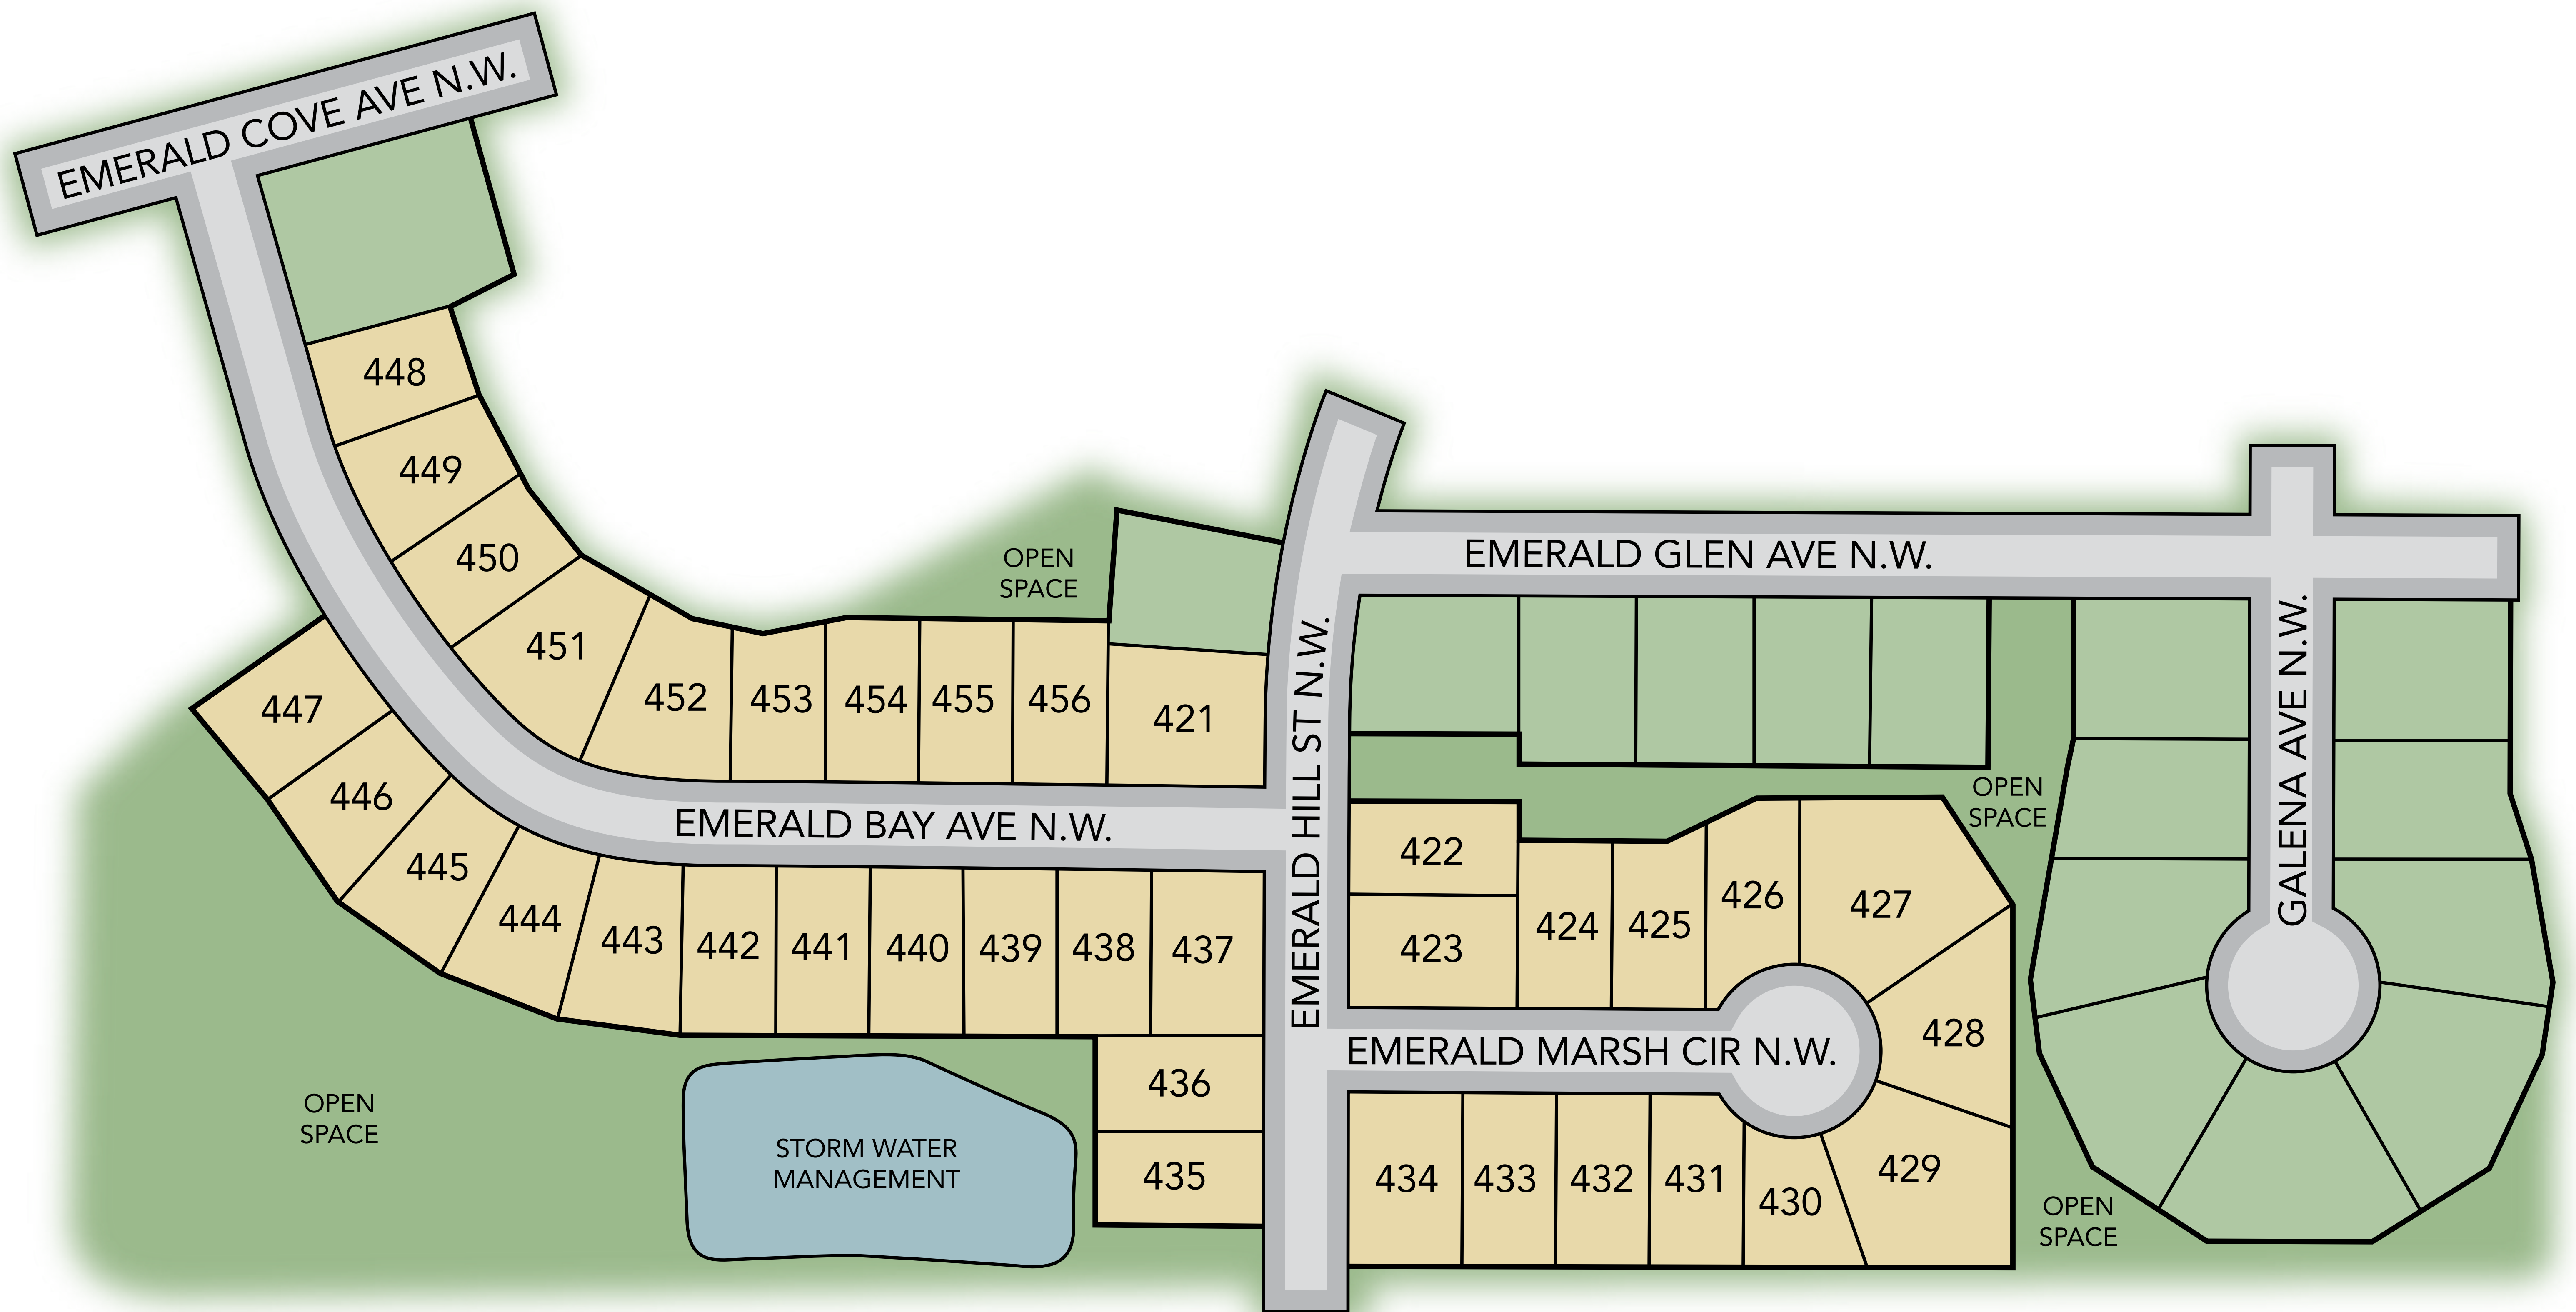 EMERALD COVE AVE N.W.
448
449
450
451
452
453
454
455
456
421
OPEN
SPACE
447
446
445
444
443
442
441
440
439
438
437
436
435
EMERALD BAY AVE N.W.
EMERALD HILL ST N.W.
EMERALD GLEN AVE N.W.
GALENA AVE N.W.
OPEN
SPACE
422
423
424
425
426
427
428
429
430
431
432
433
434
EMERALD MARSH CIR N.W.
OPEN
SPACE
STORM WATER
MANAGEMENT
OPEN
SPACE